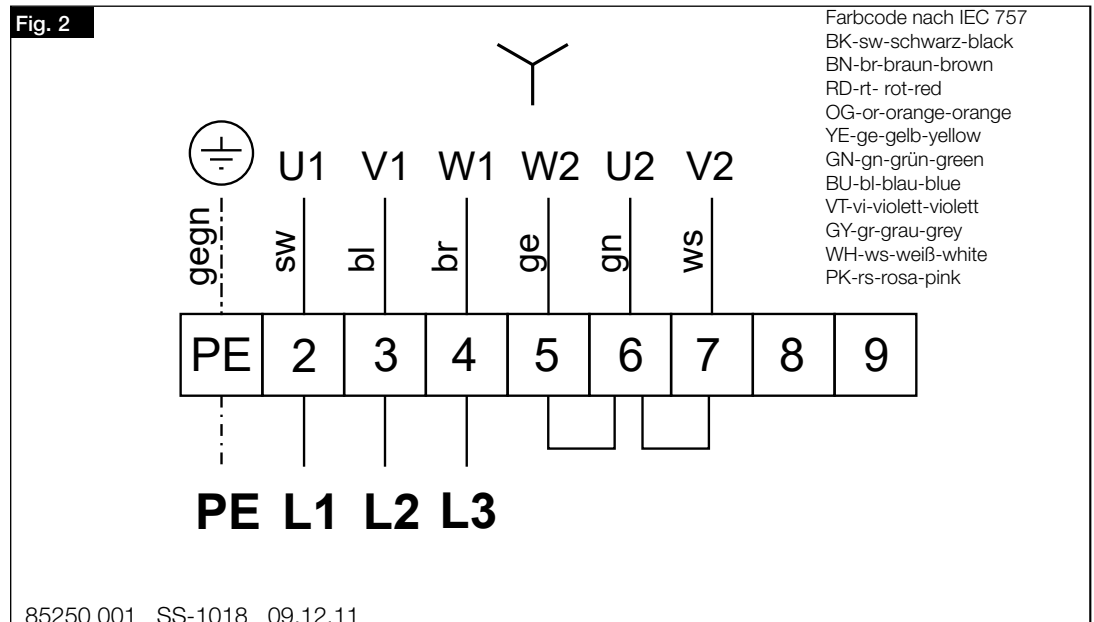 Fig. 2
Farbcode nach IEC 757
BK-sw-schwarz-black
BN-br-braun-brown
RD-rt- rot-red
OG-or-orange-orange
YE-ge-gelb-yellow
GN-gn-grün-green
BU-bl-blau-blue
VT-vi-violett-violett
GY-gr-grau-grey
WH-ws-weiß-white
PK-rs-rosa-pink
U1 V1 W1 W2 U2 V2
gegn sw bl br ge gn ws
PE 2 3 4 5 6 7 8 9
PE L1 L2 L3
85250.001 SS-1018 09.12.11